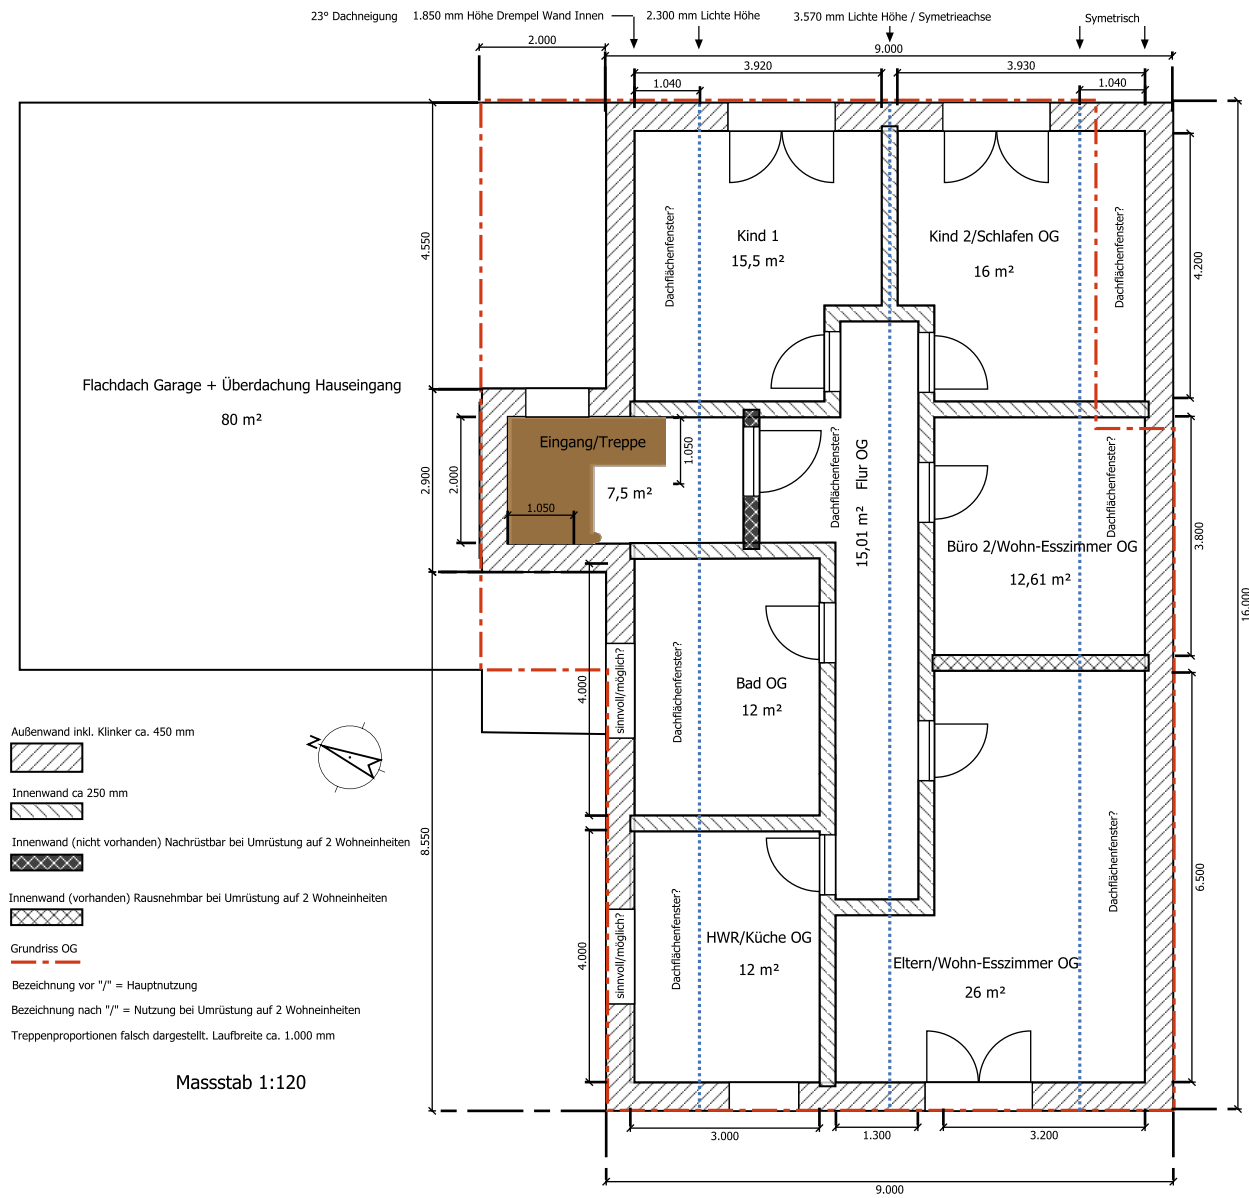 23° Dachneigung
1.850 mm Höhe Drempel Wand Innen
2.300 mm Lichte Höhe
3.570 mm Lichte Höhe / Symetrieachse
Symetrisch
2.000
9.000
3.920
3.930
1.040
1.040
4.550
4.200
Dachflächenfenster?
Kind 1
15,5 m²
Kind 2/Schlafen OG
16 m²
Dachflächenfenster?
Flachdach Garage + Überdachung Hauseingang
80 m²
2.900
2.000
Eingang/Treppe
7,5 m²
1.050
1.050
Dachflächenfenster?
15,01 m²   Flur OG
Dachflächenfenster?
Büro 2/Wohn-Esszimmer OG
12,61 m²
3.800
16.000
4.000
sinnvoll/möglich?
Dachflächenfenster?
Bad OG
12 m²
8.550
6.500
4.000
sinnvoll/möglich?
Dachflächenfenster?
HWR/Küche OG
12 m²
Dachflächenfenster?
Eltern/Wohn-Esszimmer OG
26 m²
N
Außenwand inkl. Klinker ca. 450 mm
Innenwand ca 250 mm
Innenwand (nicht vorhanden) Nachrüstbar bei Umrüstung auf 2 Wohneinheiten
Innenwand (vorhanden) Rausnehmbar bei Umrüstung auf 2 Wohneinheiten
Grundriss OG
Bezeichnung vor "/" = Hauptnutzung
Bezeichnung nach "/" = Nutzung bei Umrüstung auf 2 Wohneinheiten
Treppenproportionen falsch dargestellt. Laufbreite ca. 1.000 mm
Massstab 1:120
3.000
1.300
3.200
9.000